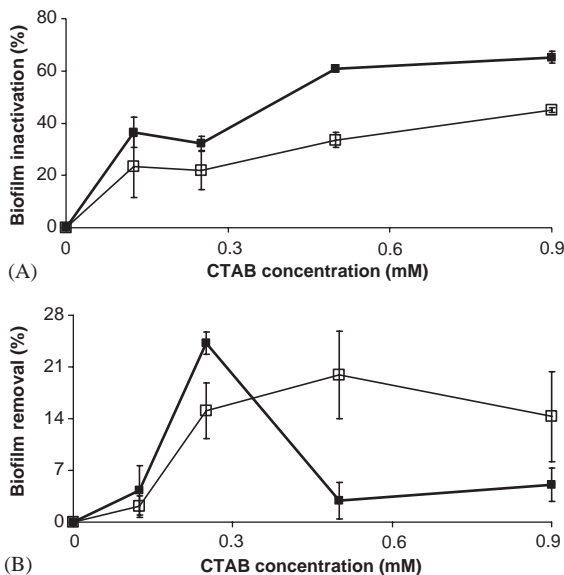 80
60
40
20
0
Biofilm inactivation (%)
0 0.3 0.6 0.9
(A) CTAB concentration (mM)
28
21
14
7
0
Biofilm removal (%)
0 0.3 0.6 0.9
(B) CTAB concentration (mM)